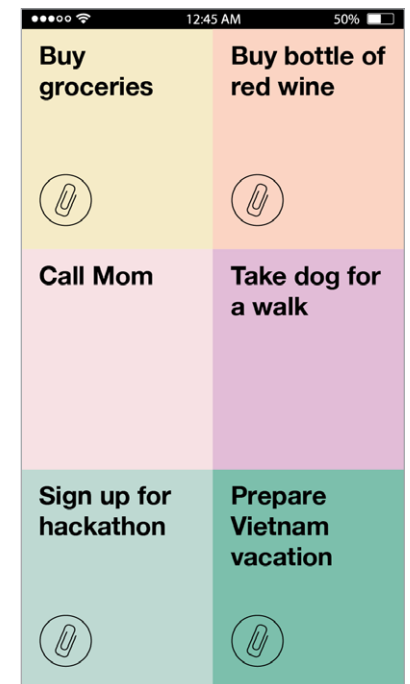 12:45 AM
50%
Buy
groceries
Buy bottle of
red wine
Call Mom
Take dog for
a walk
Sign up for
hackathon
Prepare
Vietnam
vacation